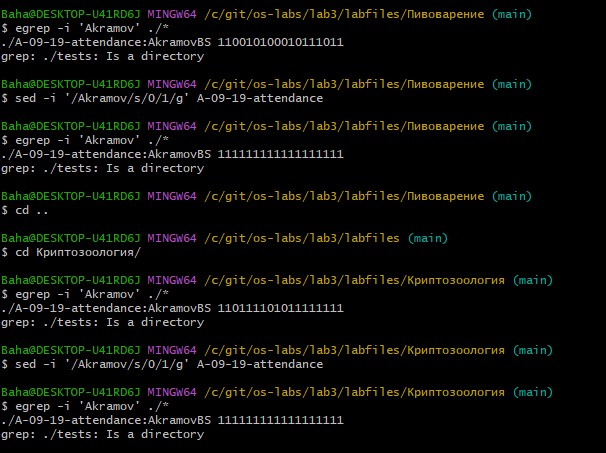 Baha@DESKTOP-U41RD6J MINGW64 /c/git/os-labs/lab3/labfiles/Пивоварение (main)
$ egrep -i 'Akramov' ./*
./A-09-19-attendance:AkramovBS 110010100010111011
grep: ./tests: Is a directory
Baha@DESKTOP-U41RD6J MINGW64 /c/git/os-labs/lab3/labfiles/Пивоварение (main)
$ sed -i '/Akramov/s/0/1/g' A-09-19-attendance
Baha@DESKTOP-U41RD6J MINGW64 /c/git/os-labs/lab3/labfiles/Пивоварение (main)
$ egrep -i 'Akramov' ./*
./A-09-19-attendance:AkramovBS 111111111111111111
grep: ./tests: Is a directory
Baha@DESKTOP-U41RD6J MINGW64 /c/git/os-labs/lab3/labfiles/Пивоварение (main)
$ cd ..
Baha@DESKTOP-U41RD6J MINGW64 /c/git/os-labs/lab3/labfiles (main)
$ cd Криптозоология/
Baha@DESKTOP-U41RD6J MINGW64 /c/git/os-labs/lab3/labfiles/Криптозоология (main)
$ egrep -i 'Akramov' ./*
./A-09-19-attendance:AkramovBS 110111101011111111
grep: ./tests: Is a directory
Baha@DESKTOP-U41RD6J MINGW64 /c/git/os-labs/lab3/labfiles/Криптозоология (main)
$ sed -i '/Akramov/s/0/1/g' A-09-19-attendance
Baha@DESKTOP-U41RD6J MINGW64 /c/git/os-labs/lab3/labfiles/Криптозоология (main)
$ egrep -i 'Akramov' ./*
./A-09-19-attendance:AkramovBS 111111111111111111
grep: ./tests: Is a directory